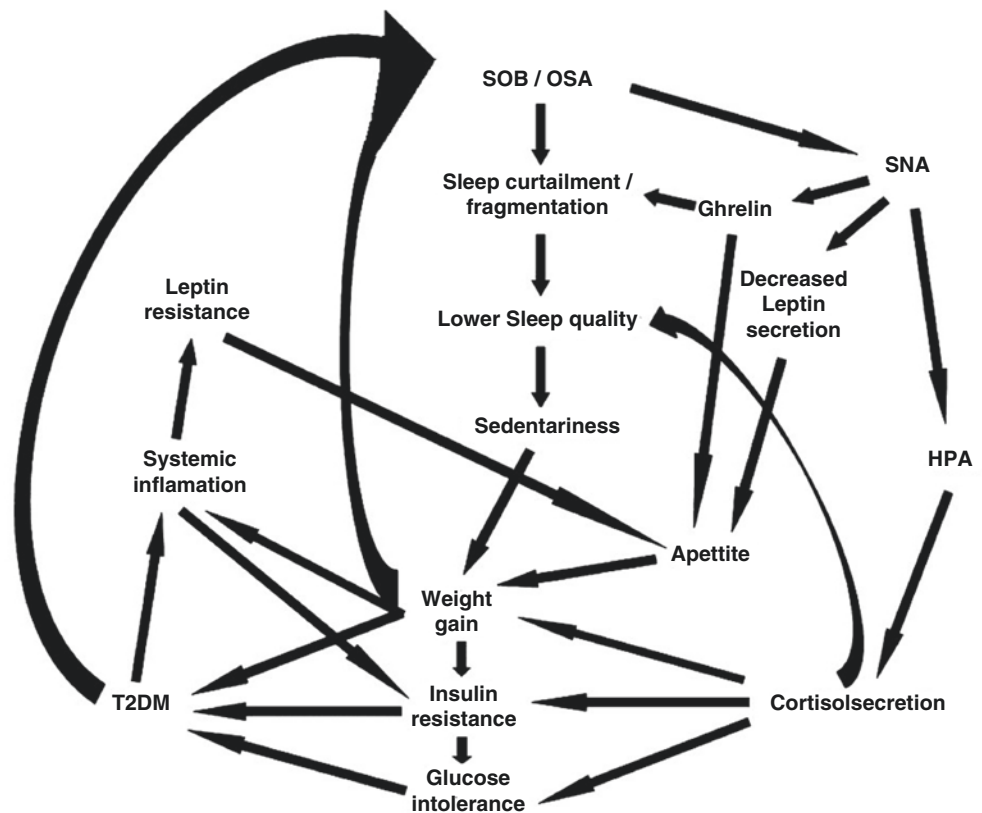 SOB / OSA
SNA
Sleep curtailment /
fragmentation
Ghrelin
Decreased
Leptin
secretion
Leptin
resistance
Lower Sleep quality
Sedentariness
Systemic
inflamation
HPA
Apettite
Weight
gain
T2DM
Insulin
resistance
Cortisolsecretion
Glucose
intolerance